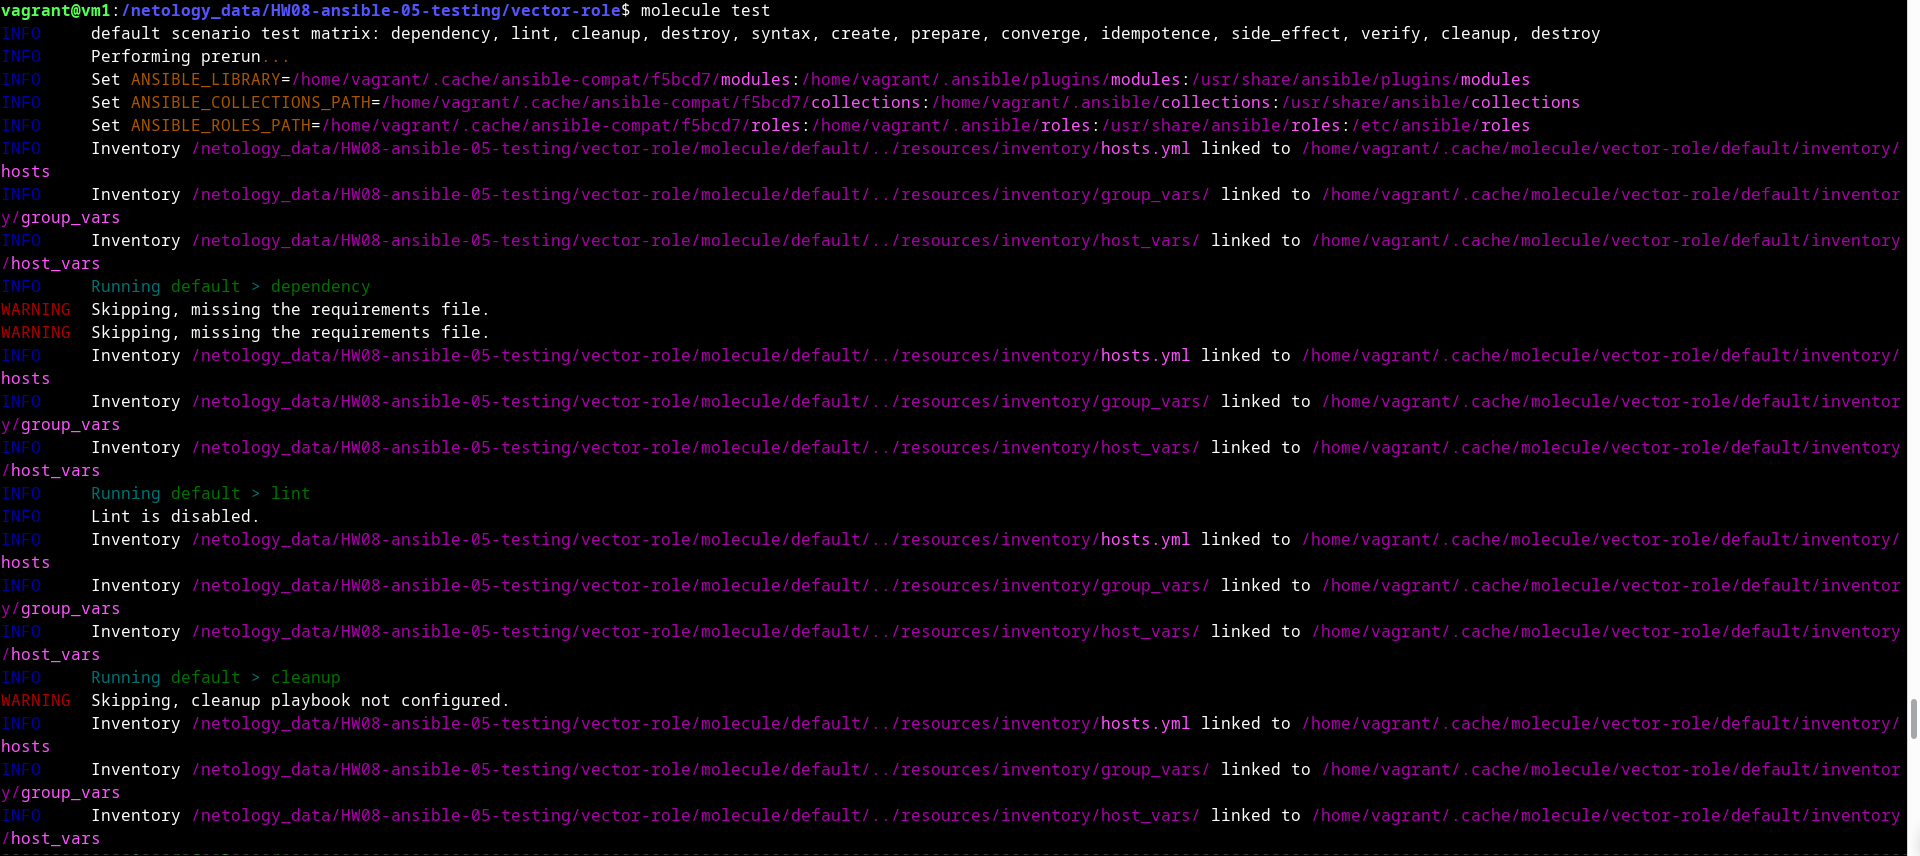 vagrant@vm1:/netology_data/HW08-ansible-05-testing/vector-role$ molecule test
INFO     default scenario test matrix: dependency, lint, cleanup, destroy, syntax, create, prepare, converge, idempotence, side_effect, verify, cleanup, destroy
INFO     Performing prerun...
INFO     Set ANSIBLE_LIBRARY=/home/vagrant/.cache/ansible-compat/f5bcd7/modules:/home/vagrant/.ansible/plugins/modules:/usr/share/ansible/plugins/modules
INFO     Set ANSIBLE_COLLECTIONS_PATH=/home/vagrant/.cache/ansible-compat/f5bcd7/collections:/home/vagrant/.ansible/collections:/usr/share/ansible/collections
INFO     Set ANSIBLE_ROLES_PATH=/home/vagrant/.cache/ansible-compat/f5bcd7/roles:/home/vagrant/.ansible/roles:/usr/share/ansible/roles:/etc/ansible/roles
INFO     Inventory /netology_data/HW08-ansible-05-testing/vector-role/molecule/default/../resources/inventory/hosts.yml linked to /home/vagrant/.cache/molecule/vector-role/default/inventory/
hosts
INFO     Inventory /netology_data/HW08-ansible-05-testing/vector-role/molecule/default/../resources/inventory/group_vars/ linked to /home/vagrant/.cache/molecule/vector-role/default/inventor
y/group_vars
INFO     Inventory /netology_data/HW08-ansible-05-testing/vector-role/molecule/default/../resources/inventory/host_vars/ linked to /home/vagrant/.cache/molecule/vector-role/default/inventory
/host_vars
INFO     Running default > dependency
WARNING  Skipping, missing the requirements file.
WARNING  Skipping, missing the requirements file.
INFO     Inventory /netology_data/HW08-ansible-05-testing/vector-role/molecule/default/../resources/inventory/hosts.yml linked to /home/vagrant/.cache/molecule/vector-role/default/inventory/
hosts
INFO     Inventory /netology_data/HW08-ansible-05-testing/vector-role/molecule/default/../resources/inventory/group_vars/ linked to /home/vagrant/.cache/molecule/vector-role/default/inventor
y/group_vars
INFO     Inventory /netology_data/HW08-ansible-05-testing/vector-role/molecule/default/../resources/inventory/host_vars/ linked to /home/vagrant/.cache/molecule/vector-role/default/inventory
/host_vars
INFO     Running default > lint
INFO     Lint is disabled.
INFO     Inventory /netology_data/HW08-ansible-05-testing/vector-role/molecule/default/../resources/inventory/hosts.yml linked to /home/vagrant/.cache/molecule/vector-role/default/inventory/
hosts
INFO     Inventory /netology_data/HW08-ansible-05-testing/vector-role/molecule/default/../resources/inventory/group_vars/ linked to /home/vagrant/.cache/molecule/vector-role/default/inventor
y/group_vars
INFO     Inventory /netology_data/HW08-ansible-05-testing/vector-role/molecule/default/../resources/inventory/host_vars/ linked to /home/vagrant/.cache/molecule/vector-role/default/inventory
/host_vars
INFO     Running default > cleanup
WARNING  Skipping, cleanup playbook not configured.
INFO     Inventory /netology_data/HW08-ansible-05-testing/vector-role/molecule/default/../resources/inventory/hosts.yml linked to /home/vagrant/.cache/molecule/vector-role/default/inventory/
hosts
INFO     Inventory /netology_data/HW08-ansible-05-testing/vector-role/molecule/default/../resources/inventory/group_vars/ linked to /home/vagrant/.cache/molecule/vector-role/default/inventor
y/group_vars
INFO     Inventory /netology_data/HW08-ansible-05-testing/vector-role/molecule/default/../resources/inventory/host_vars/ linked to /home/vagrant/.cache/molecule/vector-role/default/inventory
/host_vars